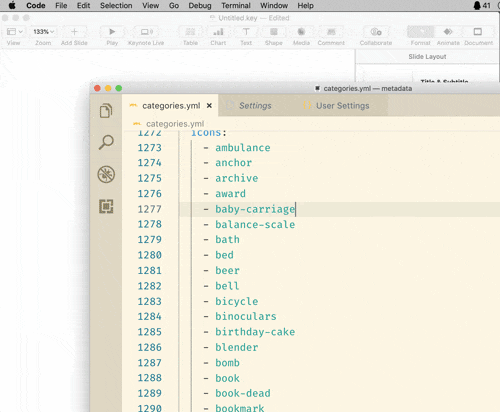 Code File Edit Selection View Go Debug Terminal Window Help 41
Untitled.key — Edited
133%
View Zoom Add Slide Play Keynote Live Table Chart Text Shape Media Comment Collaborate Format Animate Document
Slide Layout
Title & Subtitle
categories.yml — metadata
categories.yml × Settings User Settings
categories.yml
1272 icons:
1273 - ambulance
1274 - anchor
1275 - archive
1276 - award
1277 - baby-carriage
1278 - balance-scale
1279 - bath
1280 - bed
1281 - beer
1282 - bell
1283 - bicycle
1284 - binoculars
1285 - birthday-cake
1286 - blender
1287 - bomb
1288 - book
1289 - book-dead
1290 - bookmark